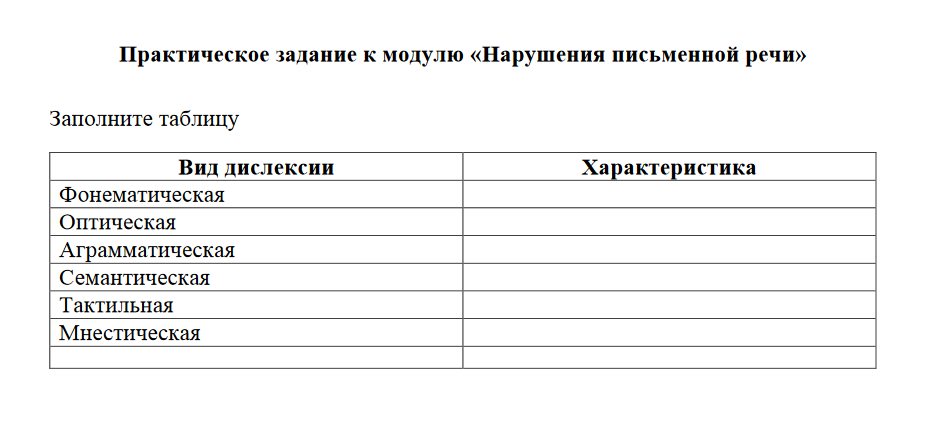 Практическое задание к модулю «Нарушения письменной речи»
Заполните таблицу
Вид дислексии Характеристика
Фонематическая
Оптическая
Аграмматическая
Семантическая
Тактильная
Мнестическая